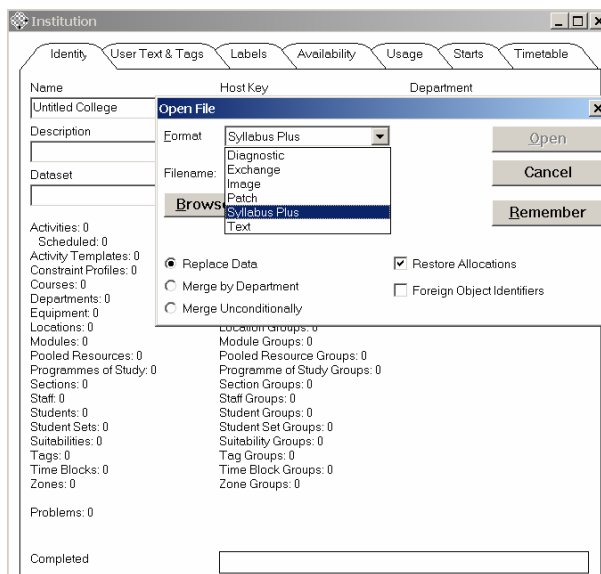 Institution
Identity User Text & Tags Labels Availability Usage Starts Timetable
Name Host Key Department
Untitled College
Open File
Description
Format Syllabus Plus Open
Diagnostic
Exchange
Dataset Filename: Cancel
Image
Patch
Browse
Syllabus Plus Remember
Text
Activities: 0
Scheduled: 0
Activity Templates: 0
Replace Data Restore Allocations
Constraint Profiles: 0
Courses: 0
Merge by Department Foreign Object Identifiers
Departments: 0
Equipment: 0
Merge Unconditionally
Locations: 0 Location Groups: 0
Modules: 0 Module Groups: 0
Pooled Resources: 0 Pooled Resource Groups: 0
Programmes of Study: 0 Programme of Study Groups: 0
Sections: 0 Section Groups: 0
Staff: 0 Staff Groups: 0
Students: 0 Student Groups: 0
Student Sets: 0 Student Set Groups: 0
Suitabilities: 0 Suitability Groups: 0
Tags: 0 Tag Groups: 0
Time Blocks: 0 Time Block Groups: 0
Zones: 0 Zone Groups: 0
Problems: 0
Completed